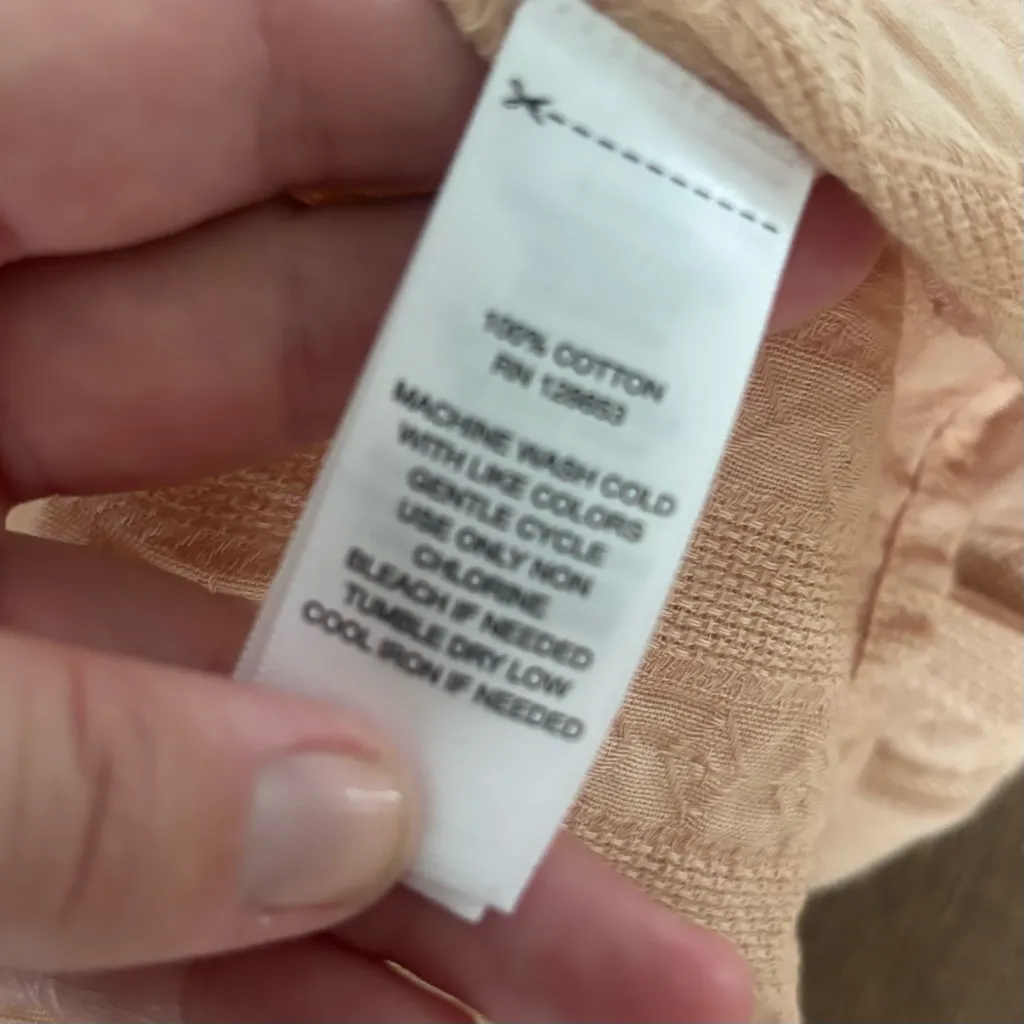 100% COTTON
RN
MACHINE WASH COLD
WITH LIKE COLORS
GENTLE CYCLE
USE ONLY NON
CHLORINE
BLEACH IF NEEDED
TUMBLE DRY LOW
COOL IRON IF NEEDED